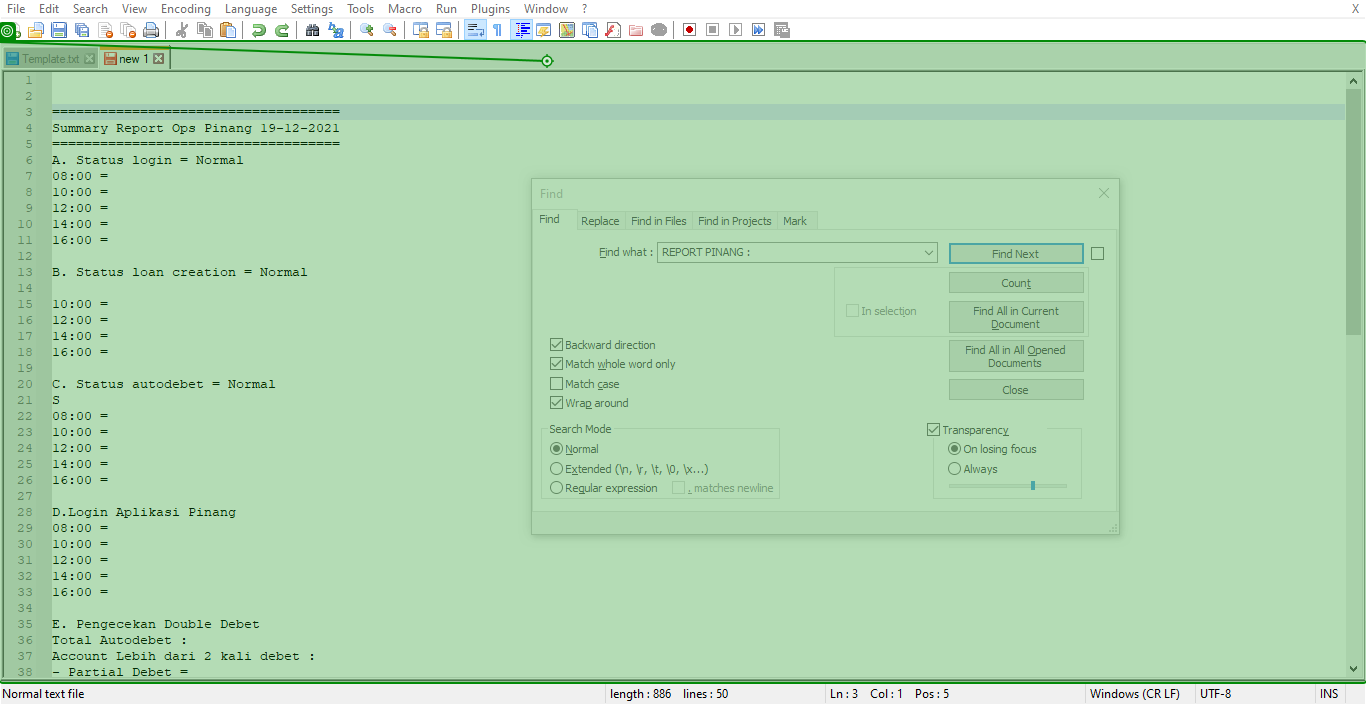 File Edit Search View Encoding Language Settings Tools Macro Run Plugins Window ? X
Template.txt new 1
1
2
3 ====================================
4 Summary Report Ops Pinang 19-12-2021
5 ====================================
6 A. Status login = Normal
7 08:00 =
8 10:00 =
9 12:00 =
10 14:00 =
11 16:00 =
12
13 B. Status loan creation = Normal
14
15 10:00 =
16 12:00 =
17 14:00 =
18 16:00 =
19
20 C. Status autodebet = Normal
21 S
22 08:00 =
23 10:00 =
24 12:00 =
25 14:00 =
26 16:00 =
27
28 D.Login Aplikasi Pinang
29 08:00 =
30 10:00 =
31 12:00 =
32 14:00 =
33 16:00 =
34
35 E. Pengecekan Double Debet
36 Total Autodebet :
37 Account Lebih dari 2 kali debet :
38 - Partial Debet =
Find
Find Replace Find in Files Find in Projects Mark
Find what : REPORT PINANG : Find Next
Count
In selection
Find All in Current
Document
Find All in All Opened
Documents
Close
Backward direction
Match whole word only
Match case
Wrap around
Search Mode
Normal
Extended (\n, \r, \t, \0, \x...)
Regular expression . matches newline
Transparency
On losing focus
Always
Normal text file length : 886 lines : 50 Ln : 3 Col : 1 Pos : 5 Windows (CR LF) UTF-8 INS